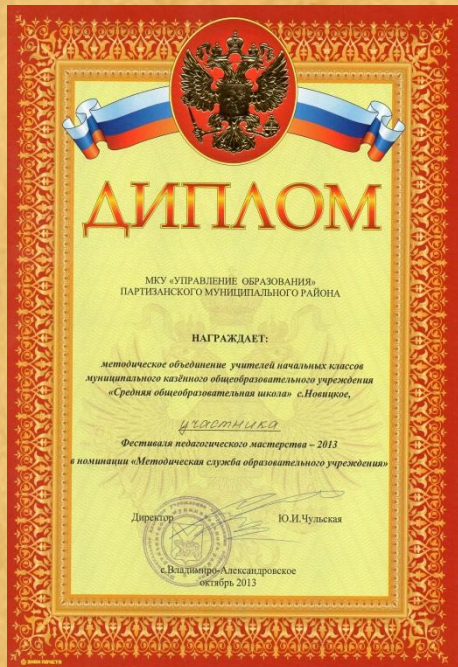 ДИПЛОМ
МКУ «УПРАВЛЕНИЕ ОБРАЗОВАНИЯ»
ПАРТИЗАНСКОГО МУНИЦИПАЛЬНОГО РАЙОНА
НАГРАЖДАЕТ:
методическое объединение учителей начальных классов
муниципального казённого общеобразовательного учреждения
«Средняя общеобразовательная школа» с.Новицкое,
участника
Фестиваля педагогического мастерства – 2013
в номинации «Методическая служба образовательного учреждения»
Директор Ю.И.Чульская
с.Владимиро-Александровское
октябрь 2013